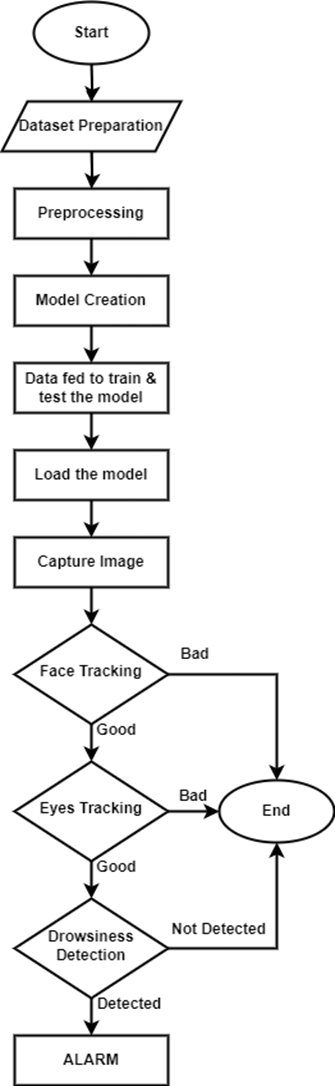 Start
Dataset Preparation
Preprocessing
Model Creation
Data fed to train &
test the model
Load the model
Capture Image
Face Tracking
Bad
Good
Eyes Tracking
Bad
End
Good
Drowsiness
Detection
Not Detected
Detected
ALARM